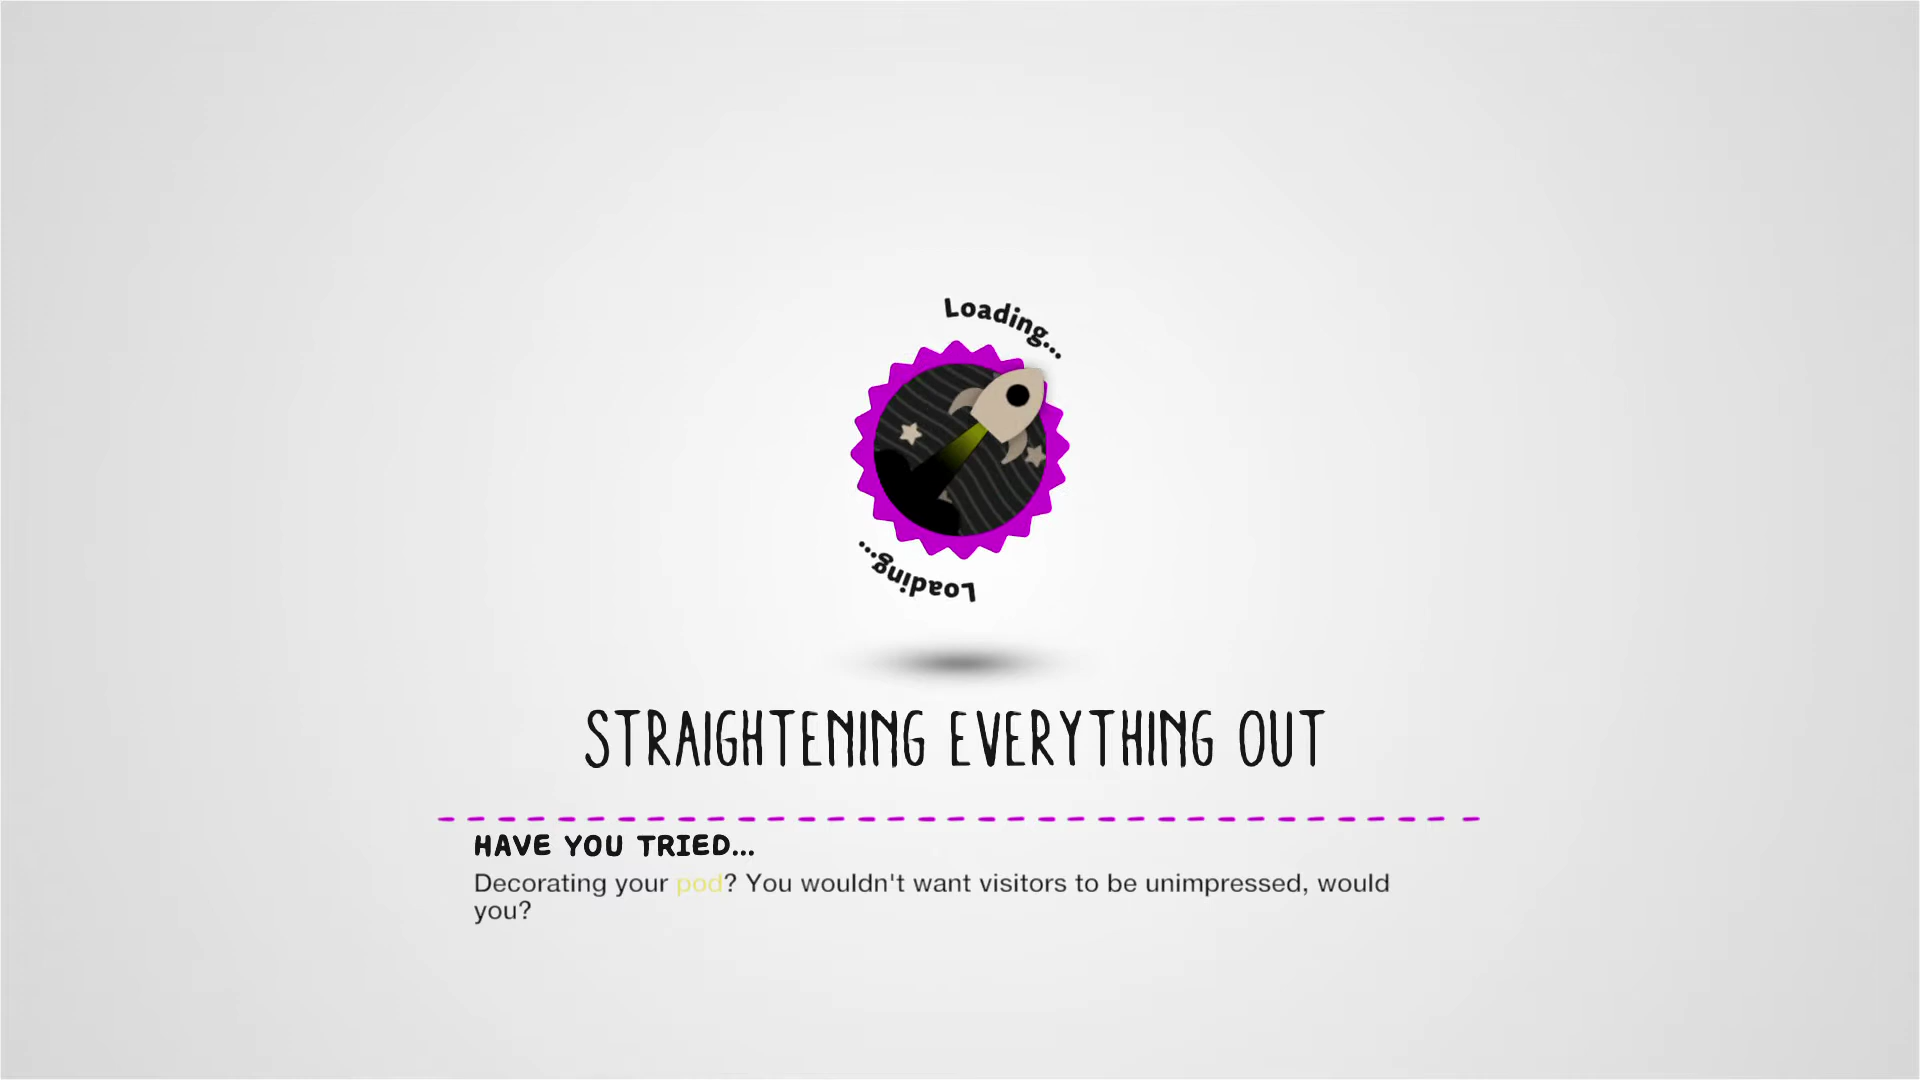 Loading...
Loading...
STRAIGHTENING EVERYTHING OUT
HAVE YOU TRIED...
Decorating your pod? You wouldn't want visitors to be unimpressed, would
you?